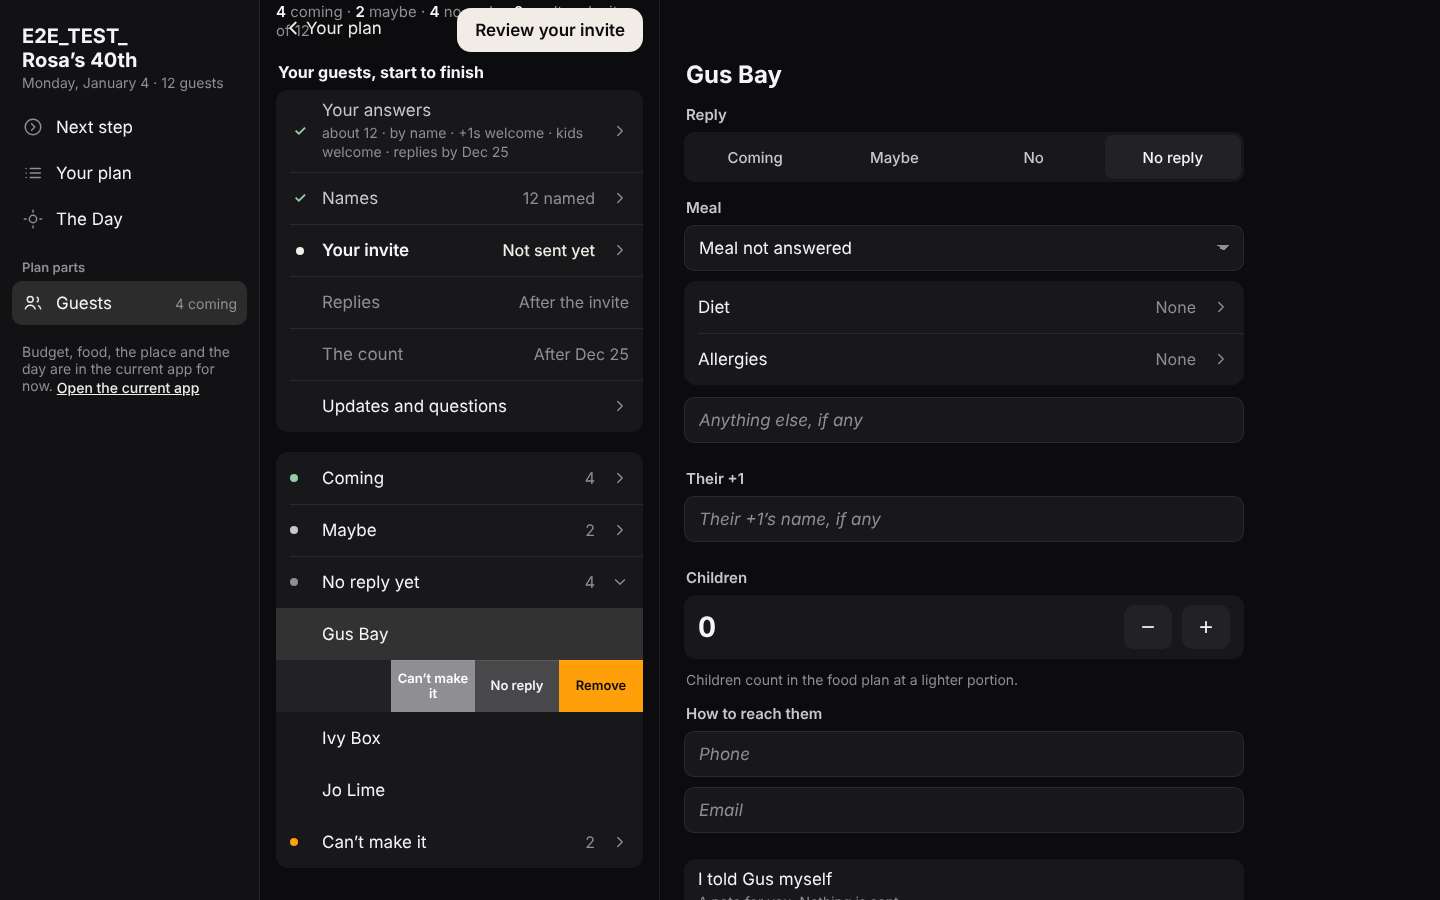 E2E_TEST_
Rosa’s 40th
Monday, January 4 · 12 guests
Next step
Your plan
The Day
Plan parts
Guests 4 coming
Budget, food, the place and the
day are in the current app for
now. Open the current app
4 coming · 2 maybe · 4 no
of 12
Your plan
Review your invite
Your guests, start to finish
Your answers
about 12 · by name · +1s welcome · kids
welcome · replies by Dec 25
Names 12 named
Your invite Not sent yet
Replies After the invite
The count After Dec 25
Updates and questions
Coming 4
Maybe 2
No reply yet 4
Gus Bay
Can’t make
it
No reply
Remove
Ivy Box
Jo Lime
Can’t make it 2
Gus Bay
Reply
Coming Maybe No No reply
Meal
Meal not answered
Diet None
Allergies None
Anything else, if any
Their +1
Their +1’s name, if any
Children
0 − +
Children count in the food plan at a lighter portion.
How to reach them
Phone
Email
I told Gus myself